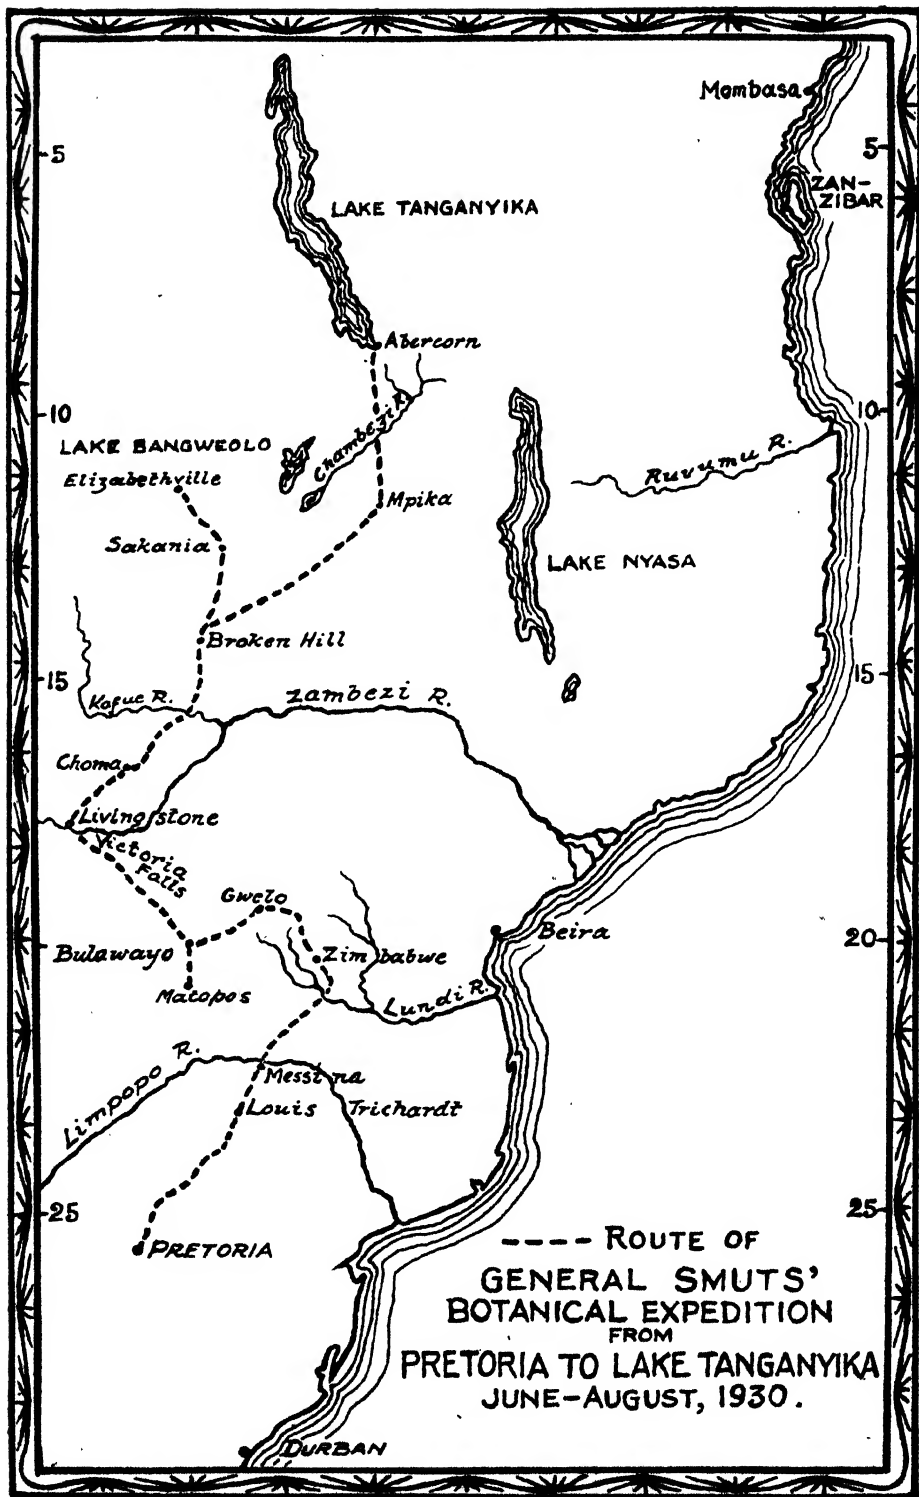 Mombasa
5
5
ZAN-
ZIBAR
LAKE TANGANYIKA
Abercorn
10
10
Chambezi R.
LAKE BANGWEOLO
Elizabethville
Ruvumu R.
Mpika
Sakania
LAKE NYASA
Broken Hill
15
15
Kafue R.
Zambezi R.
Choma
Livingstone
Victoria
Falls
Gwelo
Beira
20
Bulawayo
Zimbabwe
Matopos
Lundi R.
Limpopo R.
Messina
Louis Trichardt
25
25
PRETORIA
ROUTE OF
GENERAL SMUTS'
BOTANICAL EXPEDITION
FROM
PRETORIA TO LAKE TANGANYIKA
JUNE-AUGUST, 1930.
DURBAN